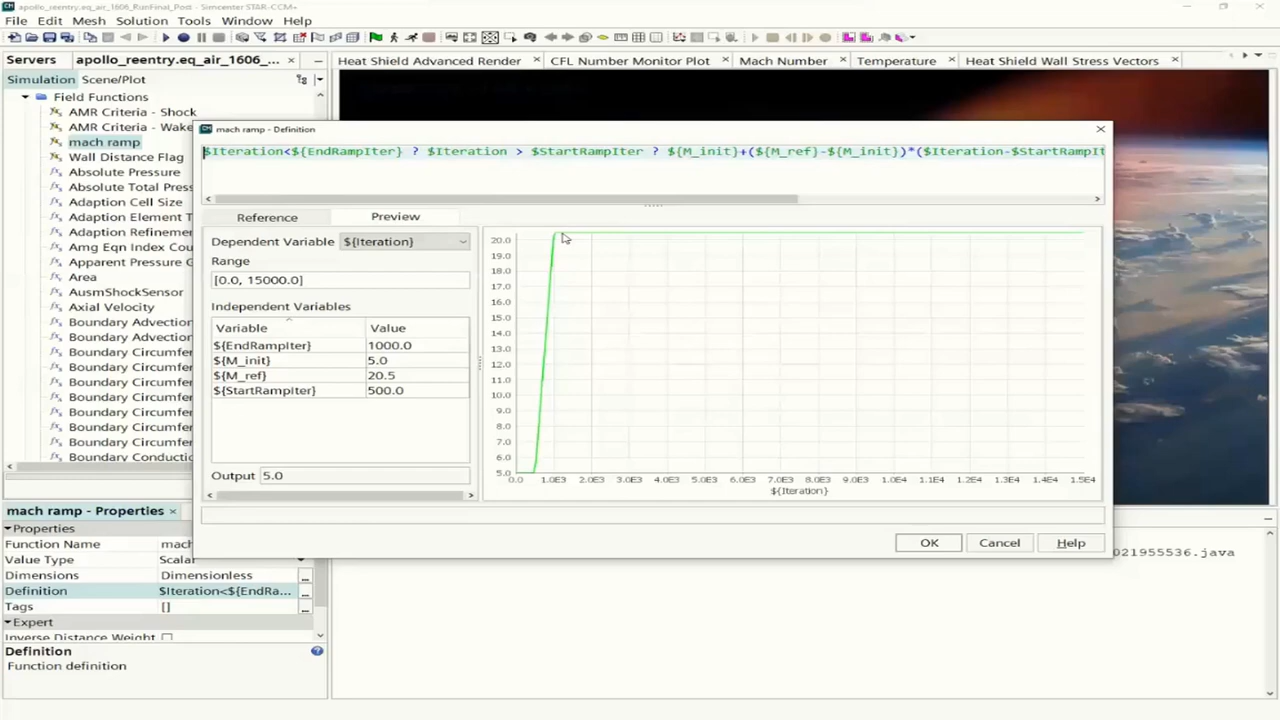 apollo_reentry.eq_air_1606_RunFinal_Post - Simcenter STAR-CCM+
File Edit Mesh Solution Tools Window Help
Servers apollo_reentry.eq_air_1606_... × Heat Shield Advanced Render × CFL Number Monitor Plot × Mach Number × Temperature × Heat Shield Wall Stress Vectors ×
Simulation Scene/Plot
Field Functions
AMR Criteria - Shock
AMR Criteria - Wake
mach ramp
Wall Distance Flag
Absolute Pressure
Absolute Total Press
Adaption Cell Size
Adaption Element T
Adaption Refinemen
Amg Eqn Index Cou
Apparent Pressure G
Area
AusmShockSensor
Axial Velocity
Boundary Advection
Boundary Advection
Boundary Circumfer
Boundary Circumfer
Boundary Circumfer
Boundary Circumfer
Boundary Circumfer
Boundary Circumfer
Boundary Circumfer
Boundary Conductio
mach ramp - Definition
$Iteration<${EndRampIter} ? $Iteration > $StartRampIter ? ${M_init}+(${M_ref}-${M_init})*($Iteration-$StartRampIt
Reference Preview
Dependent Variable ${Iteration}
Range
[0.0, 15000.0]
Independent Variables
Variable Value
${EndRampIter} 1000.0
${M_init} 5.0
${M_ref} 20.5
${StartRampIter} 500.0
Output 5.0
20.0
19.0
18.0
17.0
16.0
15.0
14.0
13.0
12.0
11.0
10.0
9.0
8.0
7.0
6.0
5.0
0.0 1.0E3 2.0E3 3.0E3 4.0E3 5.0E3 6.0E3 7.0E3 8.0E3 9.0E3 1.0E4 1.1E4 1.2E4 1.3E4 1.4E4 1.5E4
${Iteration}
OK Cancel Help
mach ramp - Properties ×
Properties
Function Name mach
Value Type Scalar
Dimensions Dimensionless ...
Definition $Iteration<${EndRa... ...
Tags [] ...
Expert
Inverse Distance Weight
Definition
Function definition
021955536.java